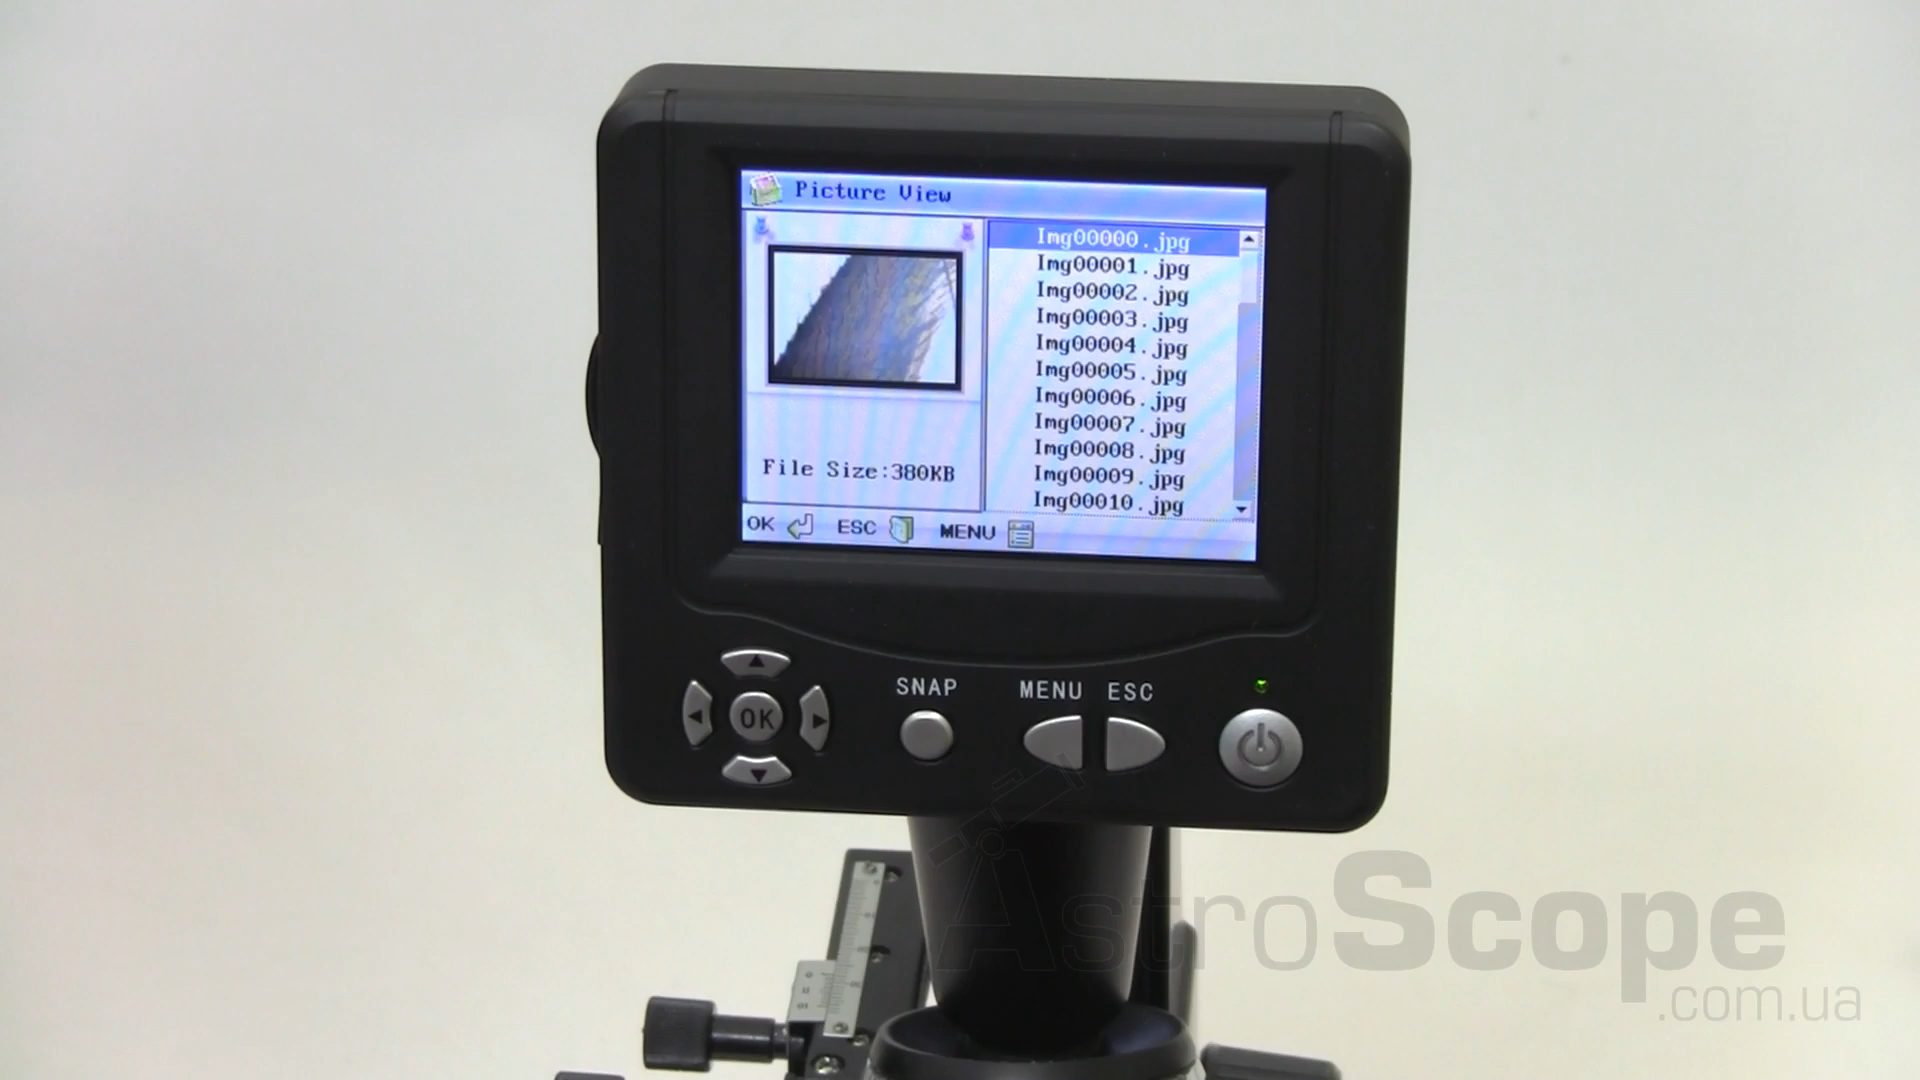 Picture View
Img00000.jpg
Img00001.jpg
Img00002.jpg
Img00003.jpg
Img00004.jpg
Img00005.jpg
Img00006.jpg
Img00007.jpg
Img00008.jpg
Img00009.jpg
Img00010.jpg
File Size:380KB
OK ESC MENU
SNAP MENU ESC
OK
AstroScope
.com.ua